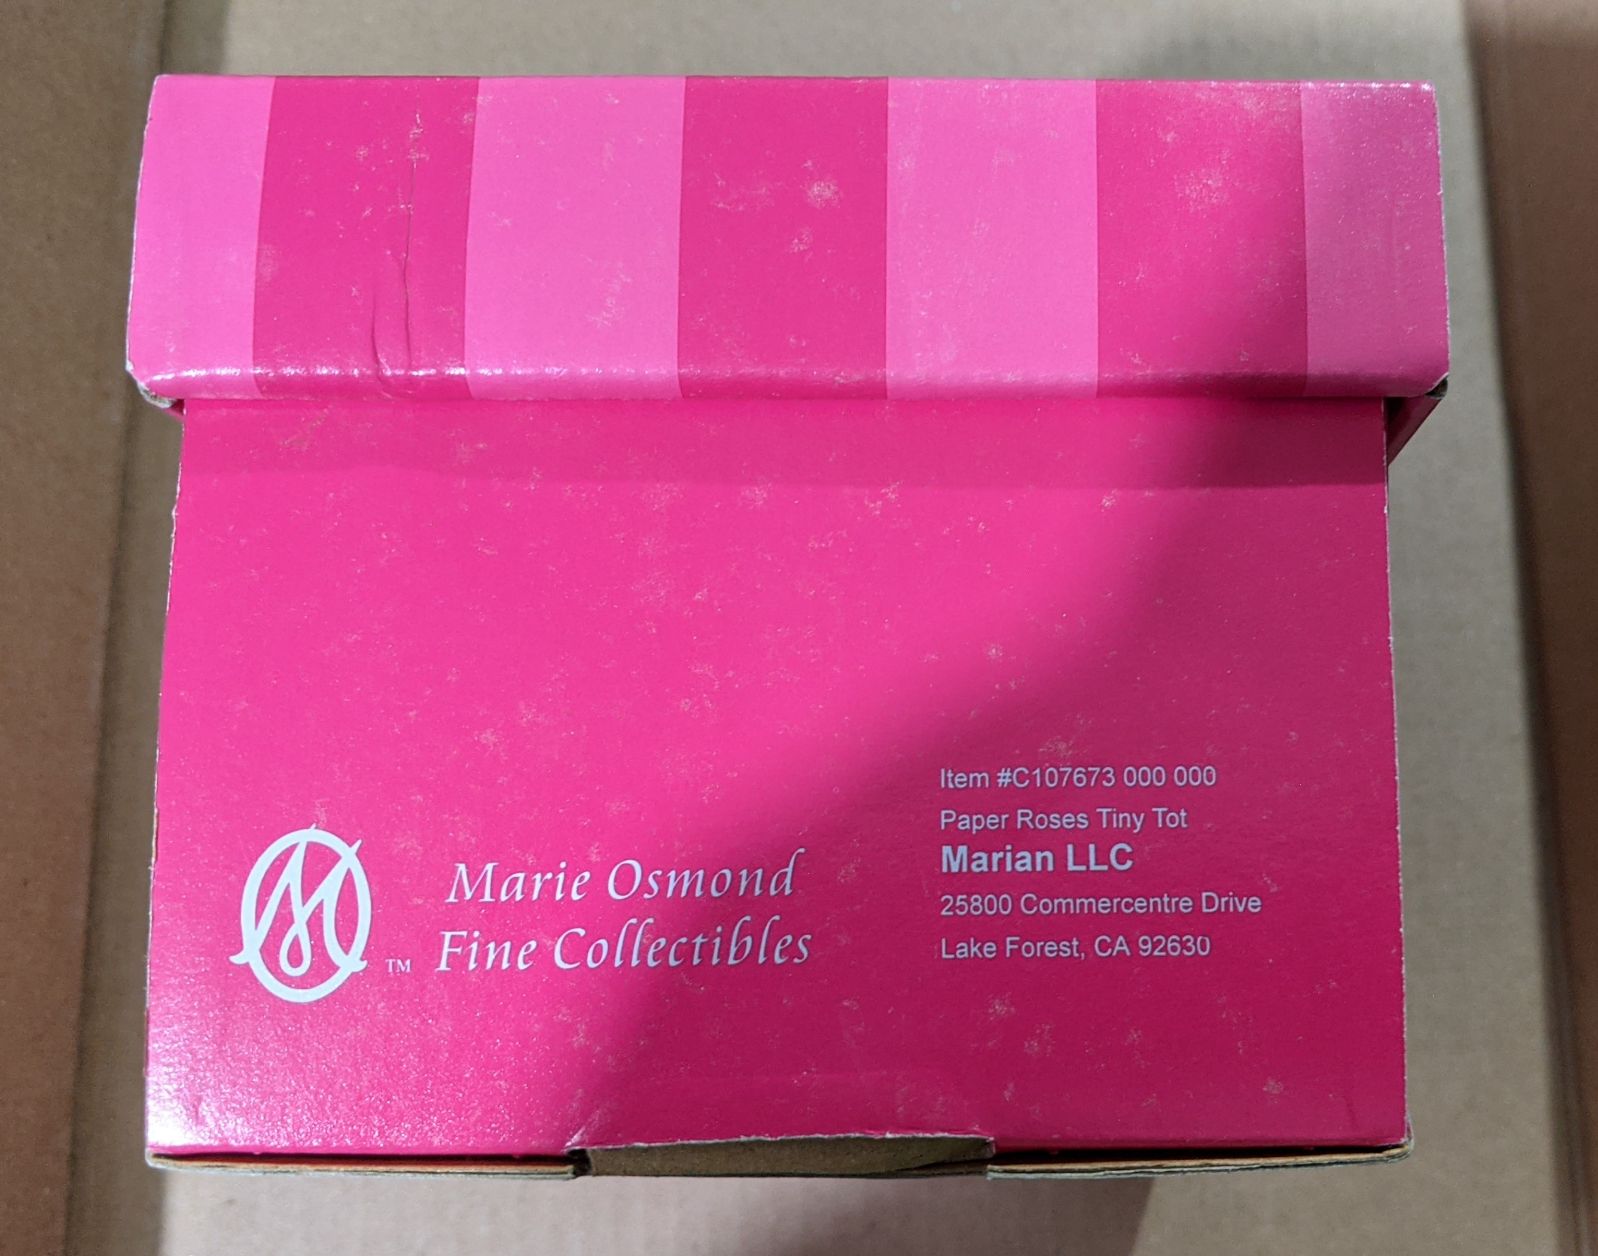 Marie Osmond
Fine Collectibles
TM
Item #C107673 000 000
Paper Roses Tiny Tot
Marian LLC
25800 Commercentre Drive
Lake Forest, CA 92630